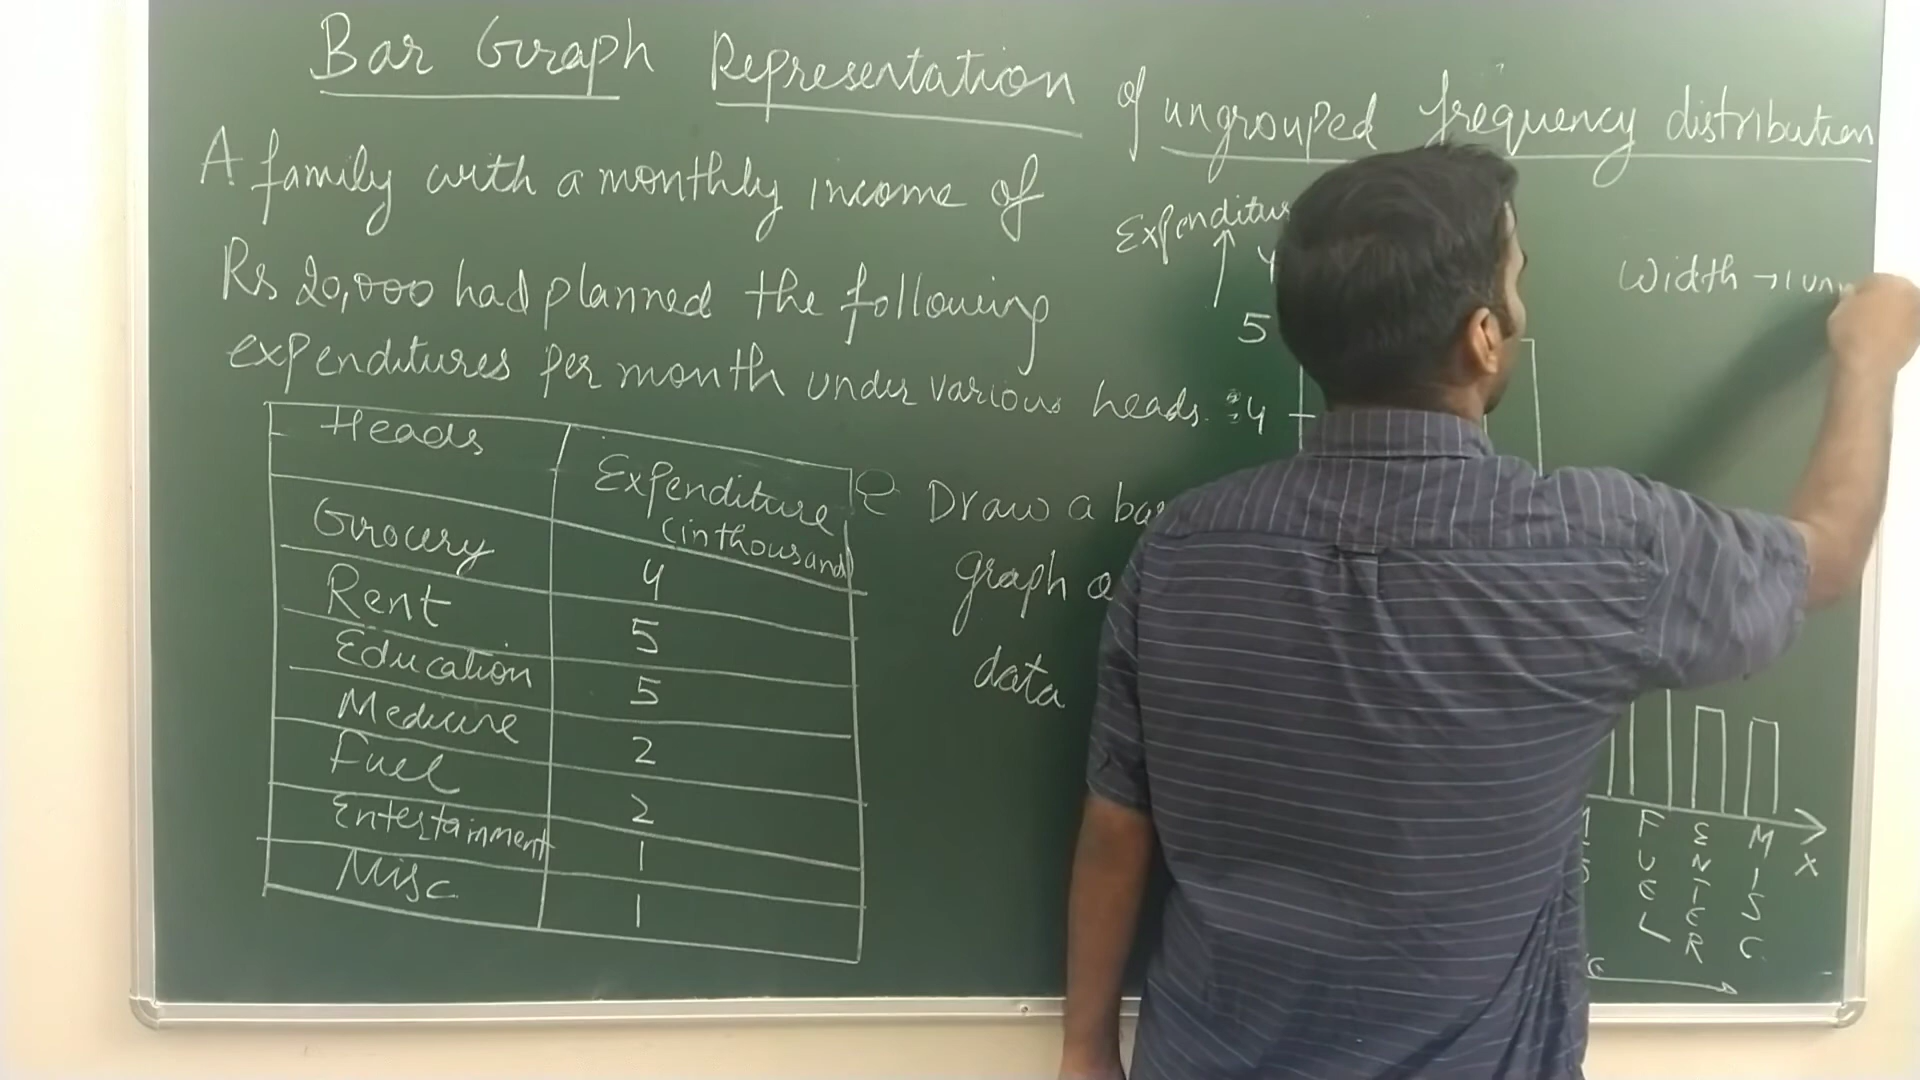 Bar Graph Representation of ungrouped frequency distribution
A family with a monthly income of
Rs 20,000 had planned the following
expenditures per month under various heads.
Heads Expenditure (in thousand)
Grocery 4
Rent 5
Education 5
Medicine 2
Fuel 2
Entertainment 1
Misc 1
Draw a
graph
data
Y
5
4
Width → 1
FUEL
ENTER
MISC
X